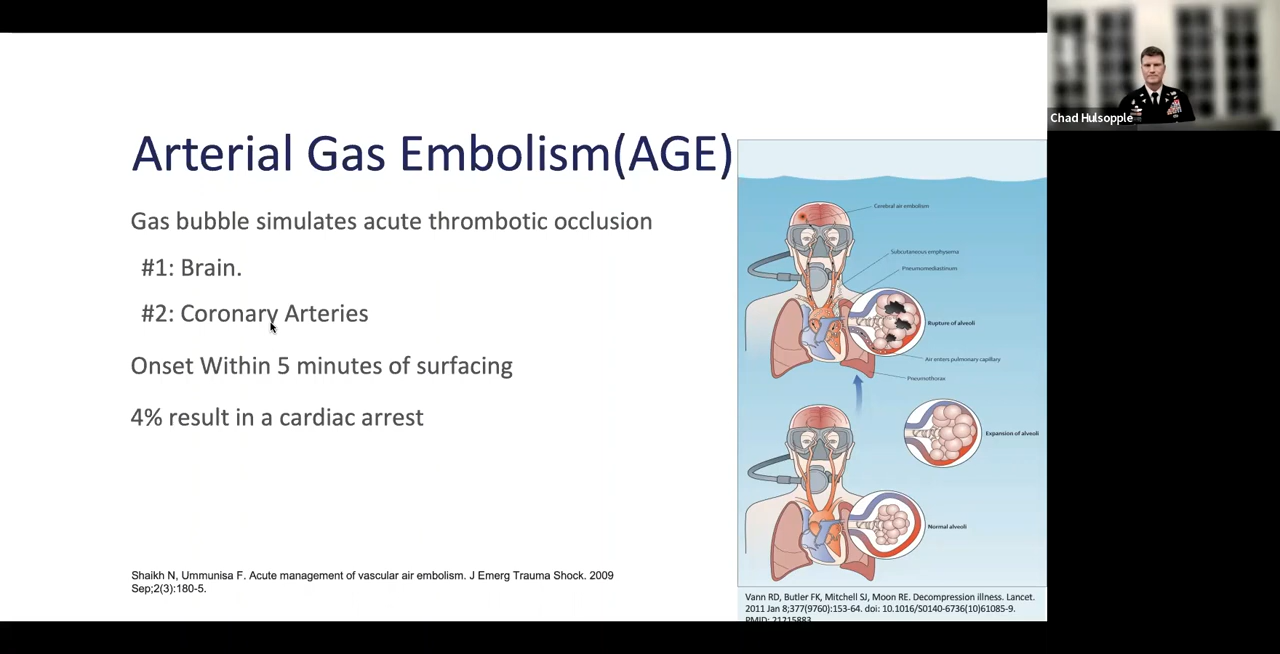 Chad Hulsopple
Arterial Gas Embolism(AGE)
Gas bubble simulates acute thrombotic occlusion
#1: Brain.
#2: Coronary Arteries
Onset Within 5 minutes of surfacing
4% result in a cardiac arrest
Shaikh N, Ummunisa F. Acute management of vascular air embolism. J Emerg Trauma Shock. 2009
Sep;2(3):180-5.
Cerebral air embolism
Subcutaneous emphysema
Pneumomediastinum
Rupture of alveoli
Air enters pulmonary capillary
Pneumothorax
Expansion of alveoli
Normal alveoli
Vann RD, Butler FK, Mitchell SJ, Moon RE. Decompression illness. Lancet.
2011 Jan 8;377(9760):153-64. doi: 10.1016/S0140-6736(10)61085-9.
PMID: 21215883